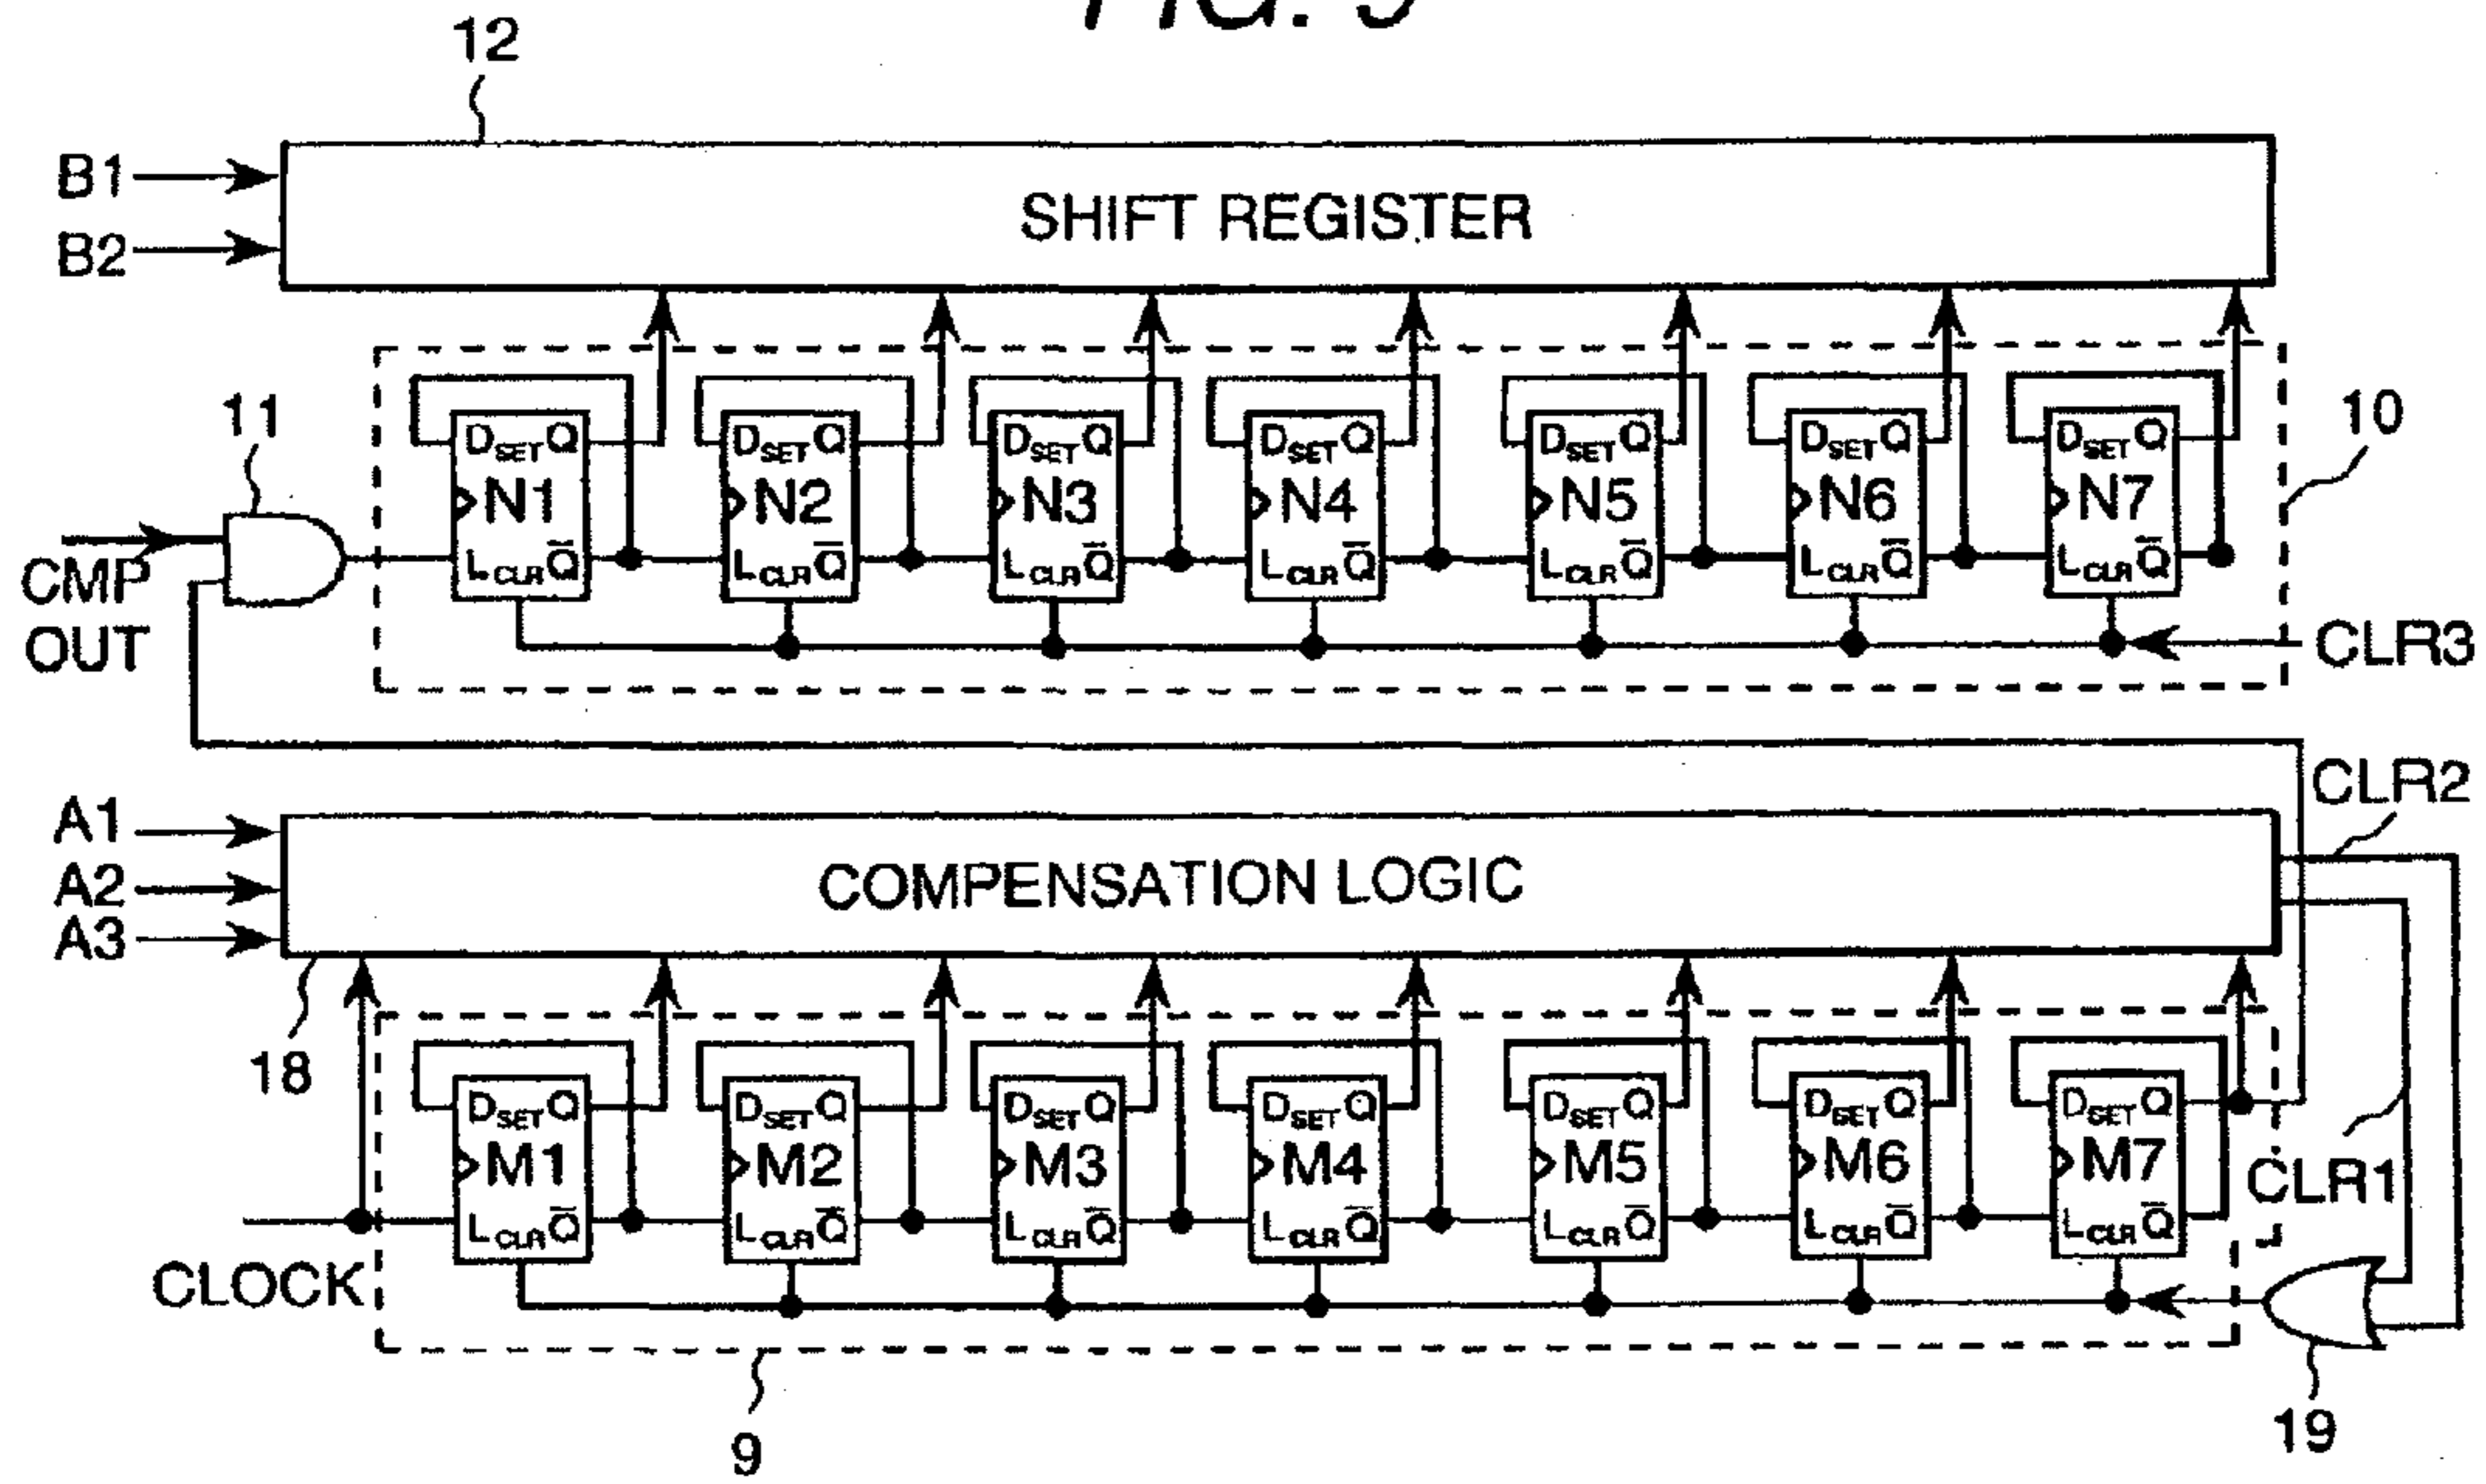 FIG. 9
12
B1
B2
SHIFT REGISTER
11
10
D SET Q
N1
L CLR Q̅
D SET Q
N2
L CLR Q̅
D SET Q
N3
L CLR Q̅
D SET Q
N4
L CLR Q̅
D SET Q
N5
L CLR Q̅
D SET Q
N6
L CLR Q̅
D SET Q
N7
L CLR Q̅
CMP
OUT
CLR3
CLR2
A1
A2
A3
COMPENSATION LOGIC
18
D SET Q
M1
L CLR Q̅
D SET Q
M2
L CLR Q̅
D SET Q
M3
L CLR Q̅
D SET Q
M4
L CLR Q̅
D SET Q
M5
L CLR Q̅
D SET Q
M6
L CLR Q̅
D SET Q
M7
L CLR Q̅
CLR1
CLOCK
9
19